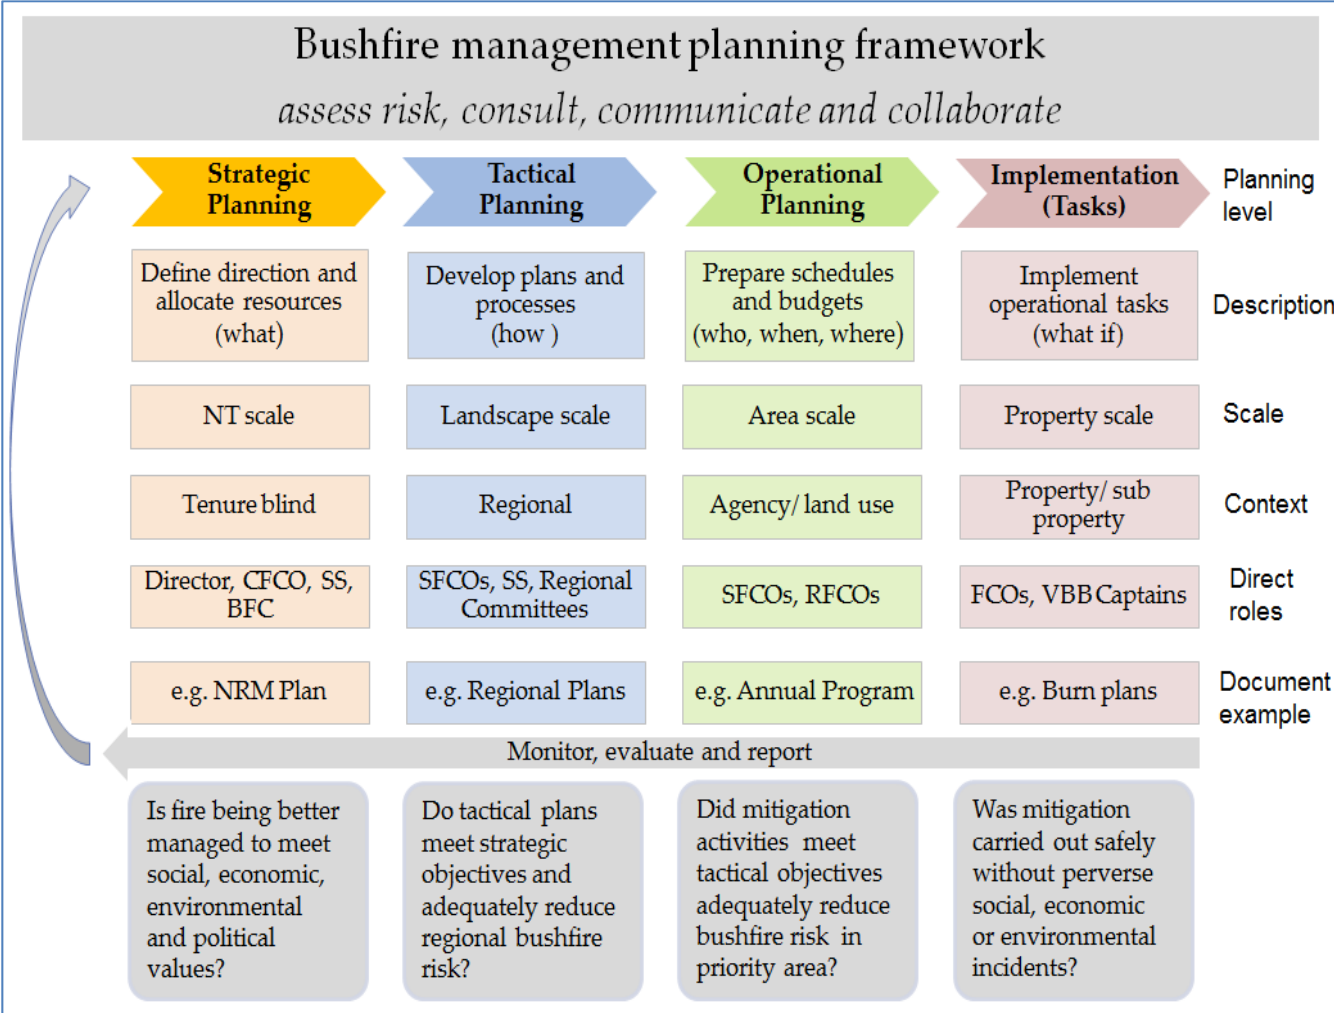 Bushfire management planning framework
assess risk, consult, communicate and collaborate
Strategic
Planning
Tactical
Planning
Operational
Planning
Implementation
(Tasks)
Planning
level
Define direction and
allocate resources
(what)
Develop plans and
processes
(how )
Prepare schedules
and budgets
(who, when, where)
Implement
operational tasks
(what if)
Description
NT scale
Landscape scale
Area scale
Property scale
Scale
Tenure blind
Regional
Agency/ land use
Property/ sub
property
Context
Director, CFCO, SS,
BFC
SFCOs, SS, Regional
Committees
SFCOs, RFCOs
FCOs, VBB Captains
Direct
roles
e.g. NRM Plan
e.g. Regional Plans
e.g. Annual Program
e.g. Burn plans
Document
example
Monitor, evaluate and report
Is fire being better
managed to meet
social, economic,
environmental
and political
values?
Do tactical plans
meet strategic
objectives and
adequately reduce
regional bushfire
risk?
Did mitigation
activities meet
tactical objectives
adequately reduce
bushfire risk in
priority area?
Was mitigation
carried out safely
without perverse
social, economic
or environmental
incidents?